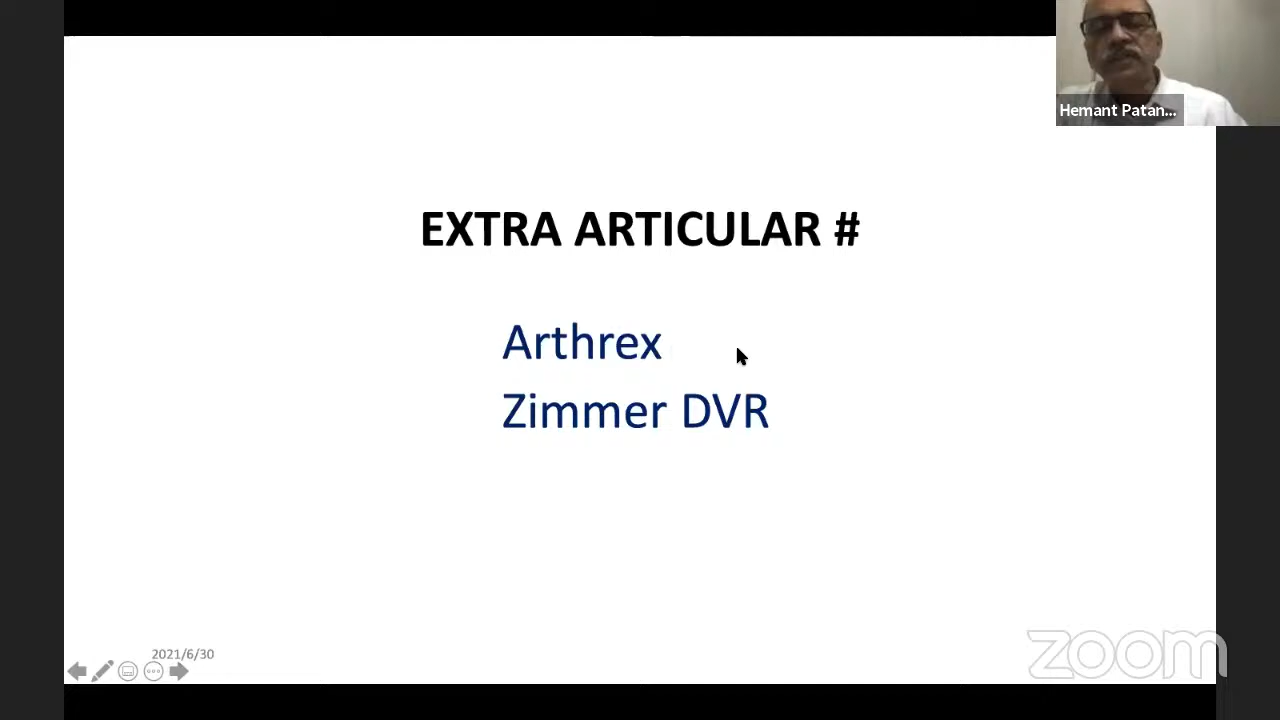 Hemant Patan...
EXTRA ARTICULAR #
Arthrex
Zimmer DVR
2021/6/30
zoom